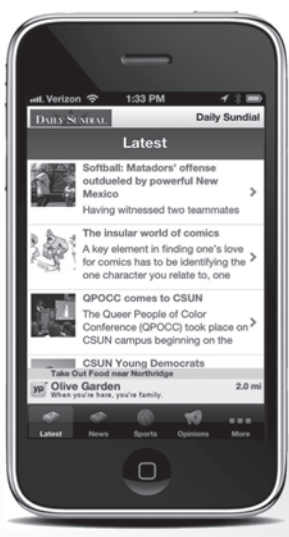 Verizon 1:33 PM
DAILY SUNDIAL Daily Sundial
Latest
Softball: Matadors' offense
outdueled by powerful New
Mexico
Having witnessed two teammates
The insular world of comics
A key element in finding one's love
for comics has to be identifying the
one character you relate to, one
QPOCC comes to CSUN
The Queer People of Color
Conference (QPOCC) took place on
CSUN campus beginning on the
CSUN Young Democrats
Take Out Food near Northridge
yp Olive Garden 2.0 mi
When you're here, you're family.
Latest News Sports Opinions More